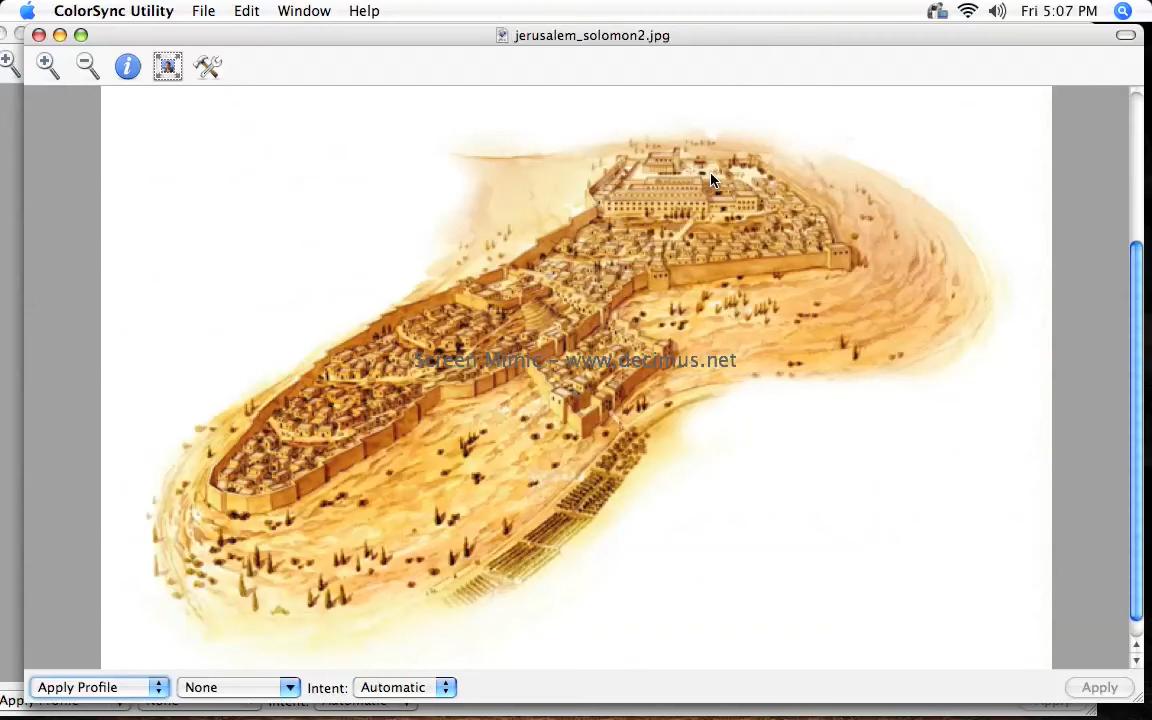 ColorSync Utility File Edit Window Help Fri 5:07 PM
jerusalem_solomon2.jpg
Screen Mimic – www.decimus.net
Apply Profile None Intent: Automatic Apply